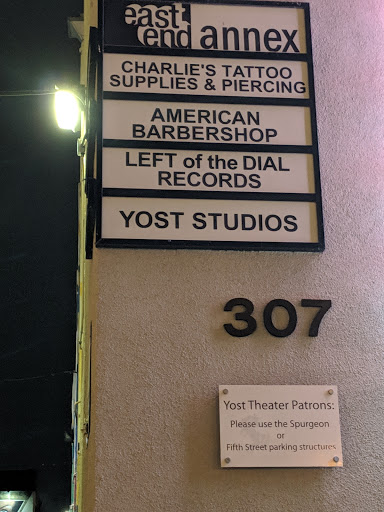 east end annex
CHARLIE'S TATTOO
SUPPLIES & PIERCING
AMERICAN
BARBERSHOP
LEFT of the DIAL
RECORDS
YOST STUDIOS
307
Yost Theater Patrons:
Please use the Spurgeon
or
Fifth Street parking structures